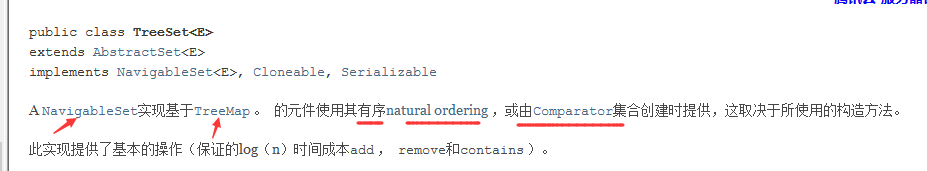 public class TreeSet<E>
extends AbstractSet<E>
implements NavigableSet<E>, Cloneable, Serializable
A NavigableSet实现基于TreeMap 。 的元件使用其有序natural ordering ，或由Comparator集合创建时提供，这取决于所使用的构造方法。
此实现提供了基本的操作（保证的log（n）时间成本add ， remove和contains ）。